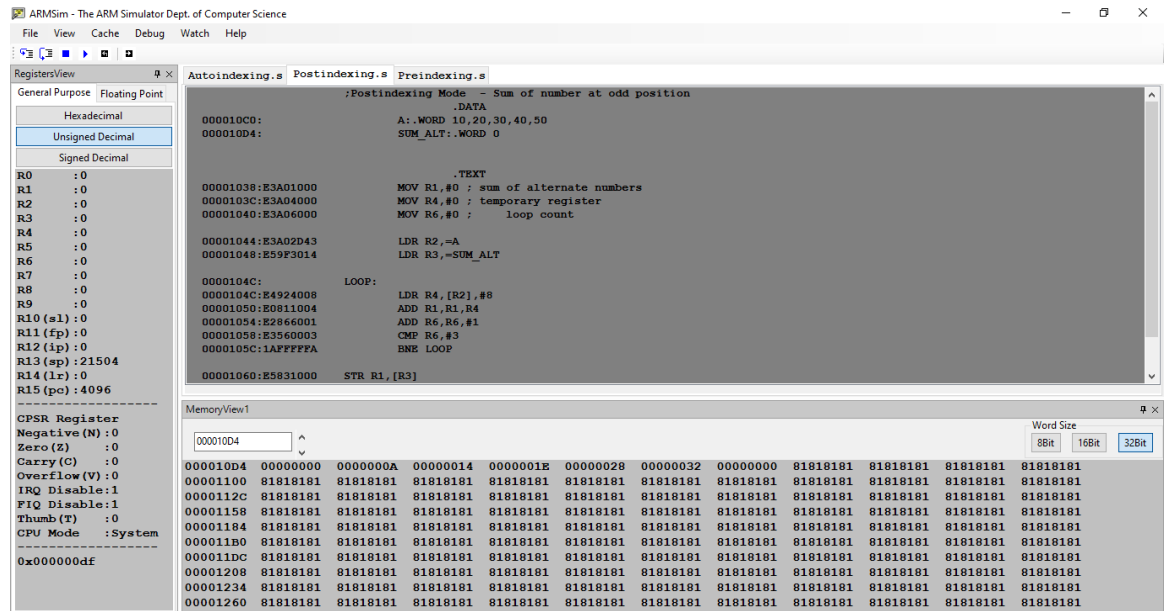 ARMSim - The ARM Simulator Dept. of Computer Science
File View Cache Debug Watch Help
RegistersView
General Purpose Floating Point
Hexadecimal
Unsigned Decimal
Signed Decimal
R0 :0
R1 :0
R2 :0
R3 :0
R4 :0
R5 :0
R6 :0
R7 :0
R8 :0
R9 :0
R10(sl):0
R11(fp):0
R12(ip):0
R13(sp):21504
R14(lr):0
R15(pc):4096
-------------------
CPSR Register
Negative(N):0
Zero(Z) :0
Carry(C) :0
Overflow(V):0
IRQ Disable:1
FIQ Disable:1
Thumb(T) :0
CPU Mode :System
-------------------
0x000000df
Autoindexing.s Postindexing.s Preindexing.s
;Postindexing Mode - Sum of number at odd position
.DATA
000010C0: A:.WORD 10,20,30,40,50
000010D4: SUM_ALT:.WORD 0
.TEXT
00001038:E3A01000 MOV R1,#0 ; sum of alternate numbers
0000103C:E3A04000 MOV R4,#0 ; temporary register
00001040:E3A06000 MOV R6,#0 ; loop count
00001044:E3A02D43 LDR R2,=A
00001048:E59F3014 LDR R3,=SUM_ALT
0000104C: LOOP:
0000104C:E4924008 LDR R4,[R2],#8
00001050:E0811004 ADD R1,R1,R4
00001054:E2866001 ADD R6,R6,#1
00001058:E3560003 CMP R6,#3
0000105C:1AFFFFFA BNE LOOP
00001060:E5831000 STR R1,[R3]
MemoryView1
000010D4
Word Size
8Bit 16Bit 32Bit
000010D4 00000000 0000000A 00000014 0000001E 00000028 00000032 00000000 81818181 81818181 81818181 81818181
00001100 81818181 81818181 81818181 81818181 81818181 81818181 81818181 81818181 81818181 81818181 81818181
0000112C 81818181 81818181 81818181 81818181 81818181 81818181 81818181 81818181 81818181 81818181 81818181
00001158 81818181 81818181 81818181 81818181 81818181 81818181 81818181 81818181 81818181 81818181 81818181
00001184 81818181 81818181 81818181 81818181 81818181 81818181 81818181 81818181 81818181 81818181 81818181
000011B0 81818181 81818181 81818181 81818181 81818181 81818181 81818181 81818181 81818181 81818181 81818181
000011DC 81818181 81818181 81818181 81818181 81818181 81818181 81818181 81818181 81818181 81818181 81818181
00001208 81818181 81818181 81818181 81818181 81818181 81818181 81818181 81818181 81818181 81818181 81818181
00001234 81818181 81818181 81818181 81818181 81818181 81818181 81818181 81818181 81818181 81818181 81818181
00001260 81818181 81818181 81818181 81818181 81818181 81818181 81818181 81818181 81818181 81818181 81818181